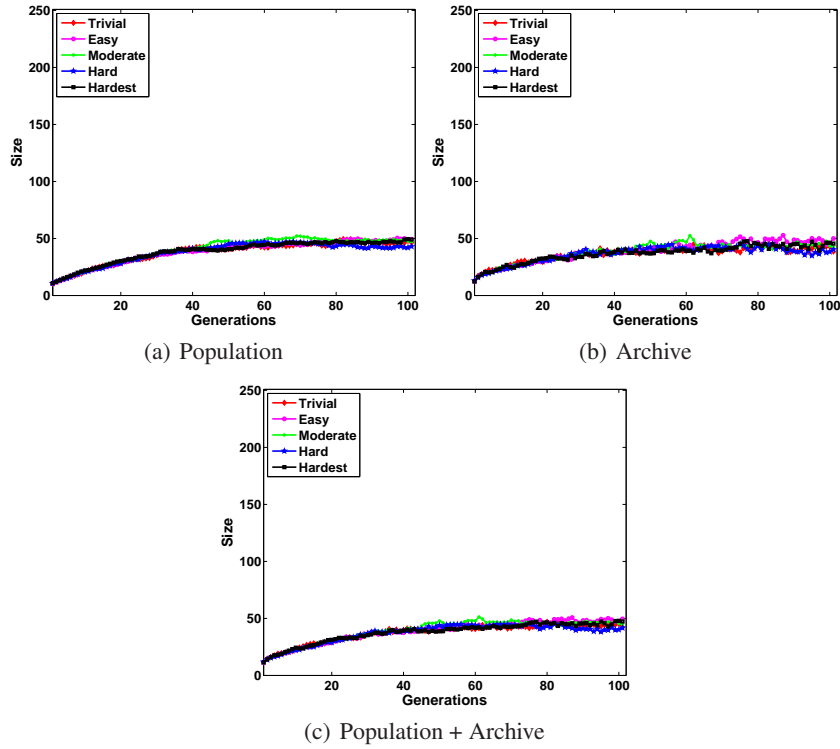 250
200
150
100
50
0
Size
Trivial
Easy
Moderate
Hard
Hardest
20 40 60 80 100
Generations
(a) Population
250
200
150
100
50
0
Size
Trivial
Easy
Moderate
Hard
Hardest
20 40 60 80 100
Generations
(b) Archive
250
200
150
100
50
0
Size
Trivial
Easy
Moderate
Hard
Hardest
20 40 60 80 100
Generations
(c) Population + Archive